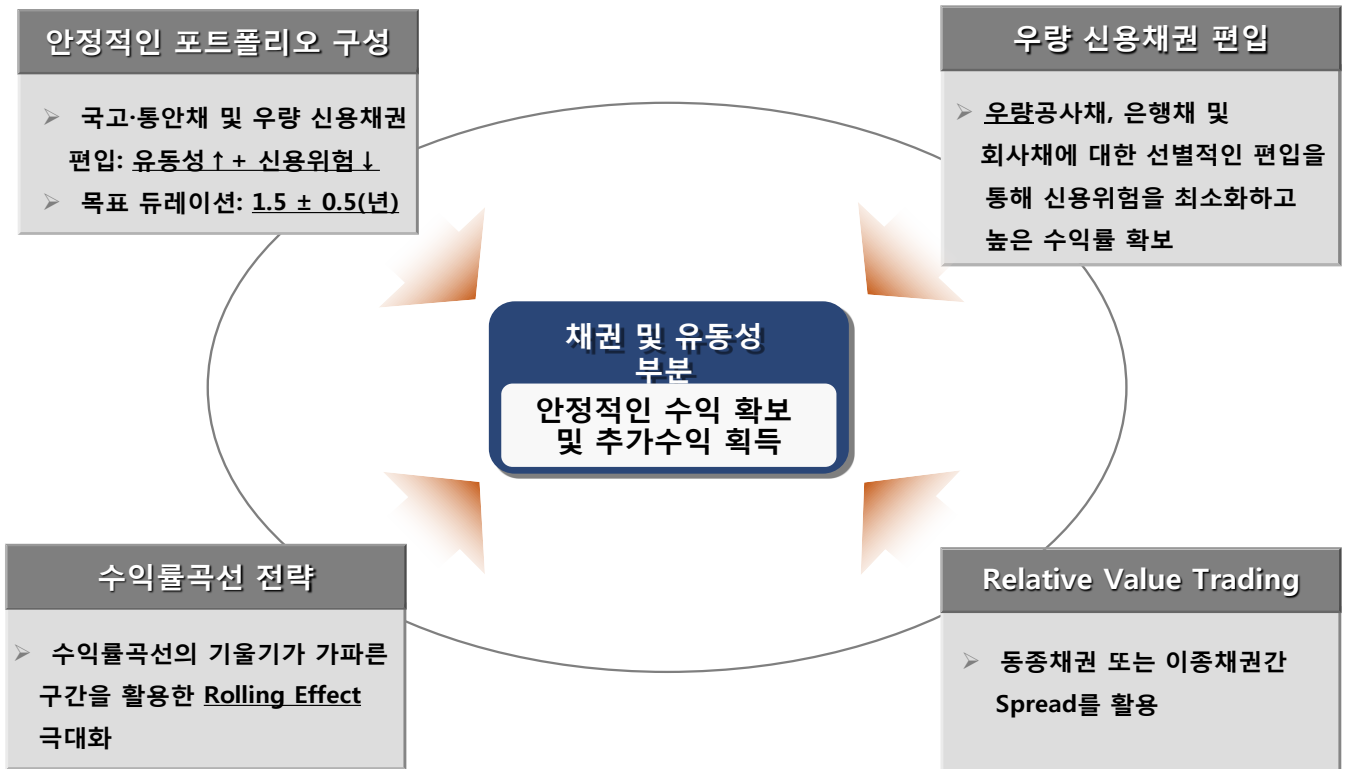 안정적인 포트폴리오 구성
➢ 국고·통안채 및 우량 신용채권
편입: 유동성↑+ 신용위험↓
➢ 목표 듀레이션: 1.5 ± 0.5(년)
우량 신용채권 편입
➢ 우량공사채, 은행채 및
회사채에 대한 선별적인 편입을
통해 신용위험을 최소화하고
높은 수익률 확보
채권 및 유동성
부분
안정적인 수익 확보
및 추가수익 획득
수익률곡선 전략
➢ 수익률곡선의 기울기가 가파른
구간을 활용한 Rolling Effect
극대화
Relative Value Trading
➢ 동종채권 또는 이종채권간
Spread를 활용